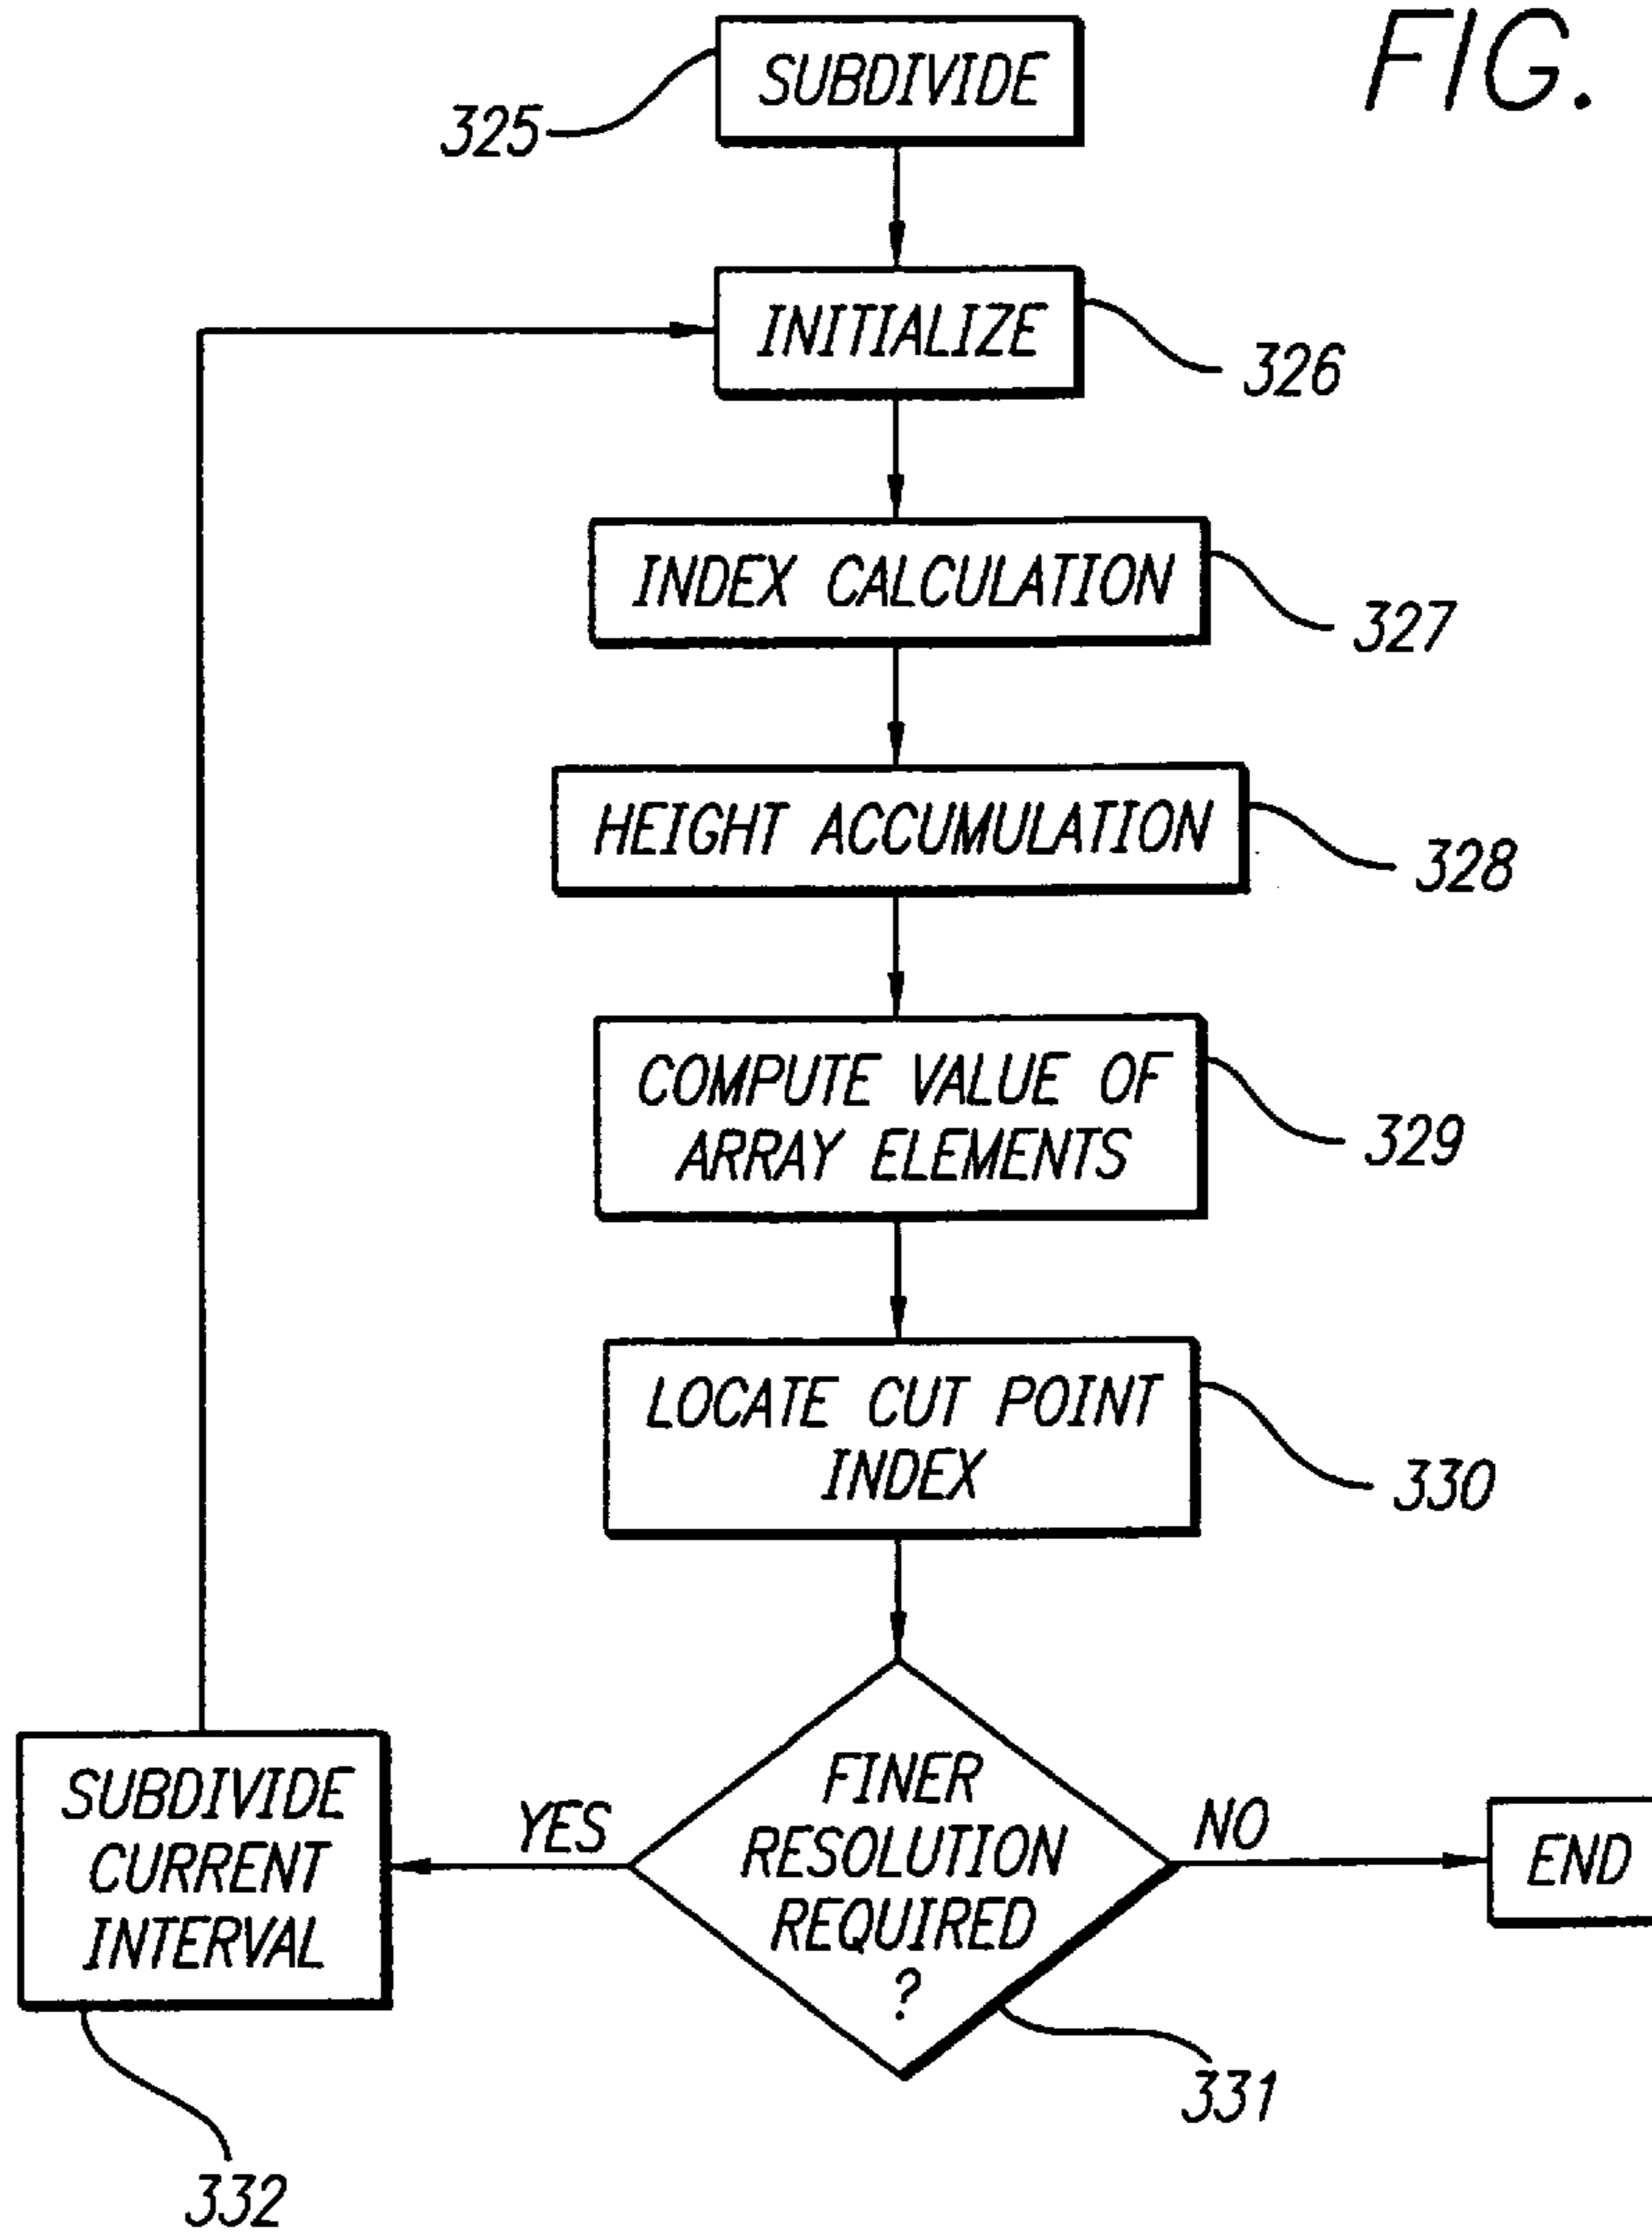 FIG.
SUBDIVIDE
325
INITIALIZE
326
INDEX CALCULATION
327
HEIGHT ACCUMULATION
328
COMPUTE VALUE OF
ARRAY ELEMENTS
329
LOCATE CUT POINT
INDEX
330
FINER
RESOLUTION
REQUIRED
?
331
YES
NO
END
SUBDIVIDE
CURRENT
INTERVAL
332